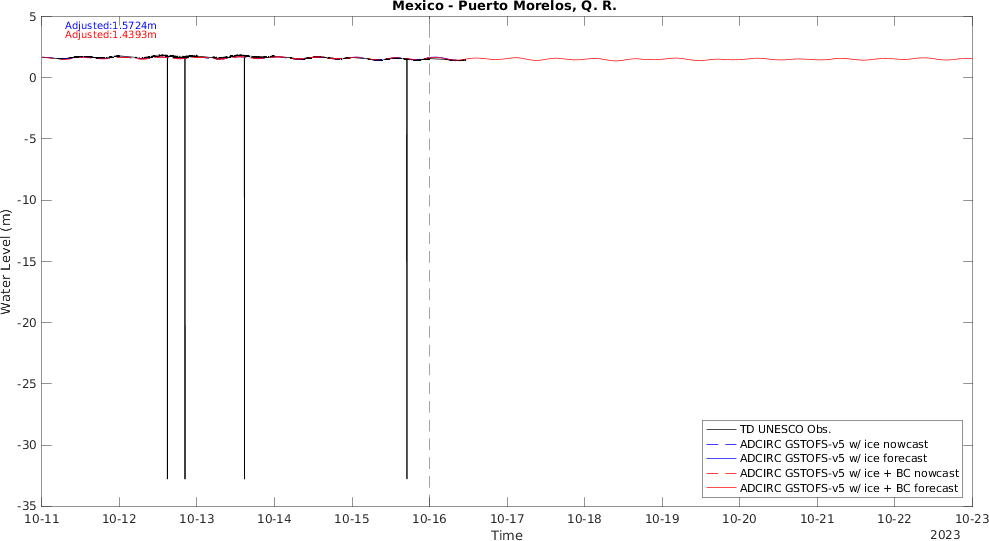 Mexico - Puerto Morelos, Q. R.
Adjusted:1.5724m
Adjusted:1.4393m
5
0
-5
-10
-15
-20
-25
-30
-35
Water Level (m)
TD UNESCO Obs.
ADCIRC GSTOFS-v5 w/ ice nowcast
ADCIRC GSTOFS-v5 w/ ice forecast
ADCIRC GSTOFS-v5 w/ ice + BC nowcast
ADCIRC GSTOFS-v5 w/ ice + BC forecast
10-11 10-12 10-13 10-14 10-15 10-16 10-17 10-18 10-19 10-20 10-21 10-22 10-23
Time
2023